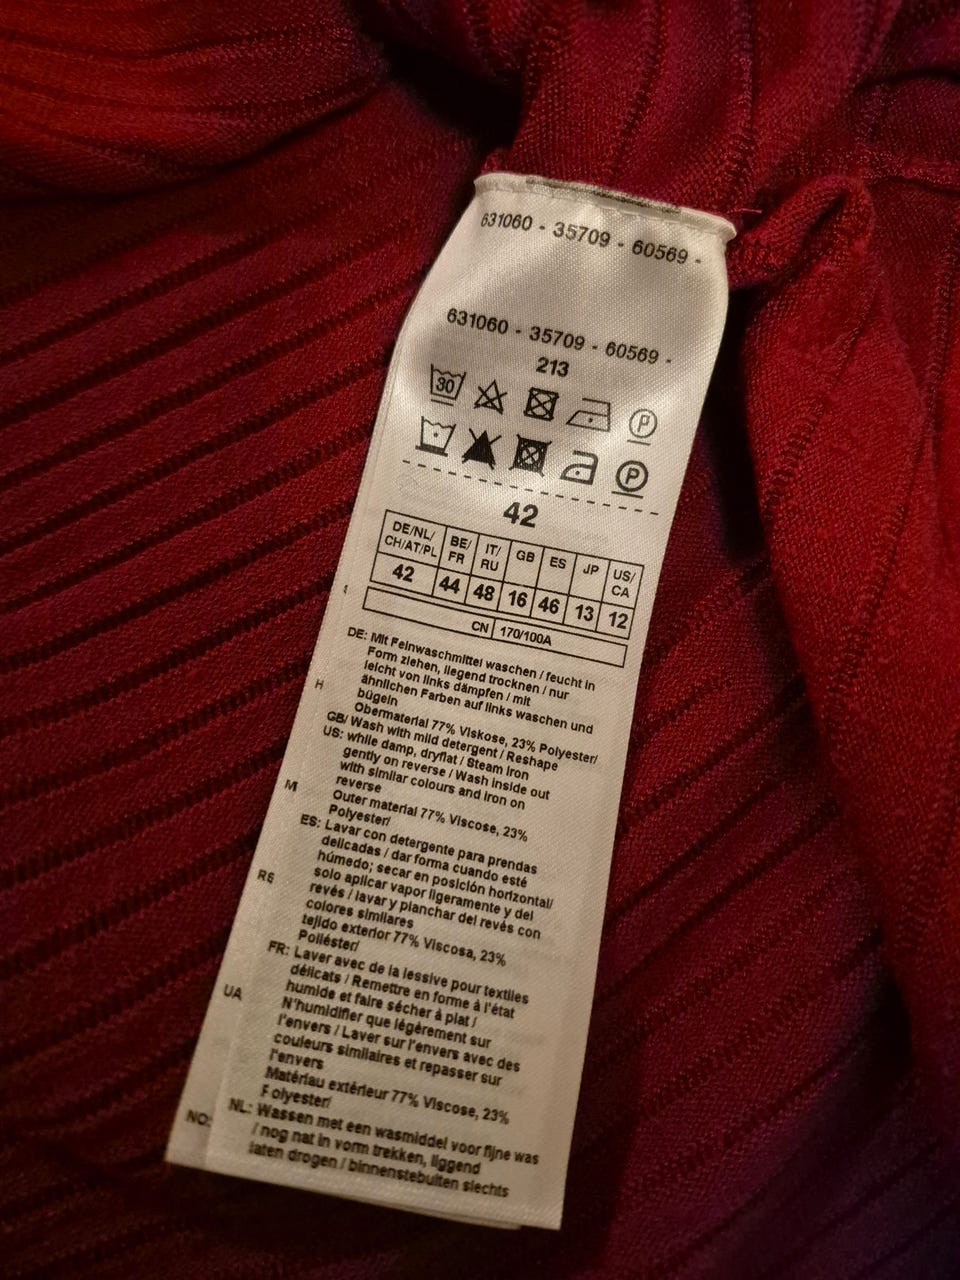 631060 - 35709 - 60569 -
631060 - 35709 - 60569 -
213
30 P
P
42
DE/NL/ CH/AT/PL BE/ FR IT/ RU GB ES JP US/ CA
42 44 48 16 46 13 12
CN 170/100A
DE: Mit Feinwaschmittel waschen / feucht in
Form ziehen, liegend trocknen / nur
leicht von links dämpfen / mit
ähnlichen Farben auf links waschen und
bügeln
Obermaterial 77% Viskose, 23% Polyester/
GB/ Wash with mild detergent / Reshape
US: while damp, dryflat / Steam iron
gently on reverse / Wash inside out
with similar colours and iron on
reverse
Outer material 77% Viscose, 23%
Polyester/
ES: Lavar con detergente para prendas
delicadas / dar forma cuando esté
húmedo; secar en posición horizontal/
solo aplicar vapor ligeramente y del
revés / lavar y planchar del revés con
colores similares
tejido exterior 77% Viscosa, 23%
Poliéster/
FR: Laver avec de la lessive pour textiles
délicats / Remettre en forme à l'état
humide et faire sécher à plat /
N'humidifier que légèrement sur
l'envers / Laver sur l'envers avec des
couleurs similaires et repasser sur
l'envers
Matériau extérieur 77% Viscose, 23%
Polyester/
NL: Wassen met een wasmiddel voor fijne was
/ nog nat in vorm trekken, liggend
laten drogen / binnenstebuiten slechts
H
M
RS
UA
NO: